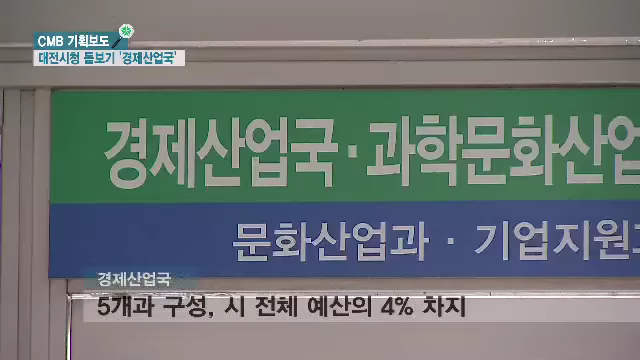 CMB 기획보도
대전시청 돋보기 '경제산업국'
경제산업국·과학문화산업
문화산업과·기업지원
경제산업국
5개과 구성, 시 전체 예산의 4% 차지